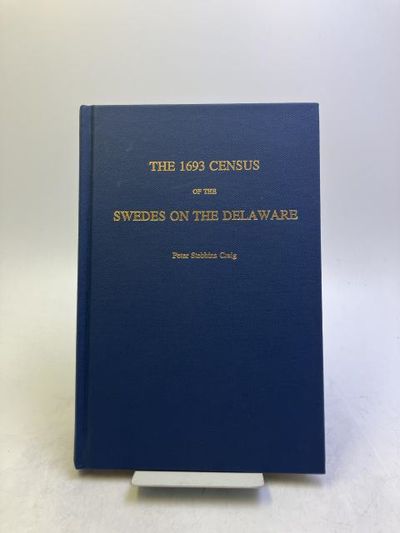 THE 1693 CENSUS
OF THE
SWEDES ON THE DELAWARE
Peter Stebbins Craig